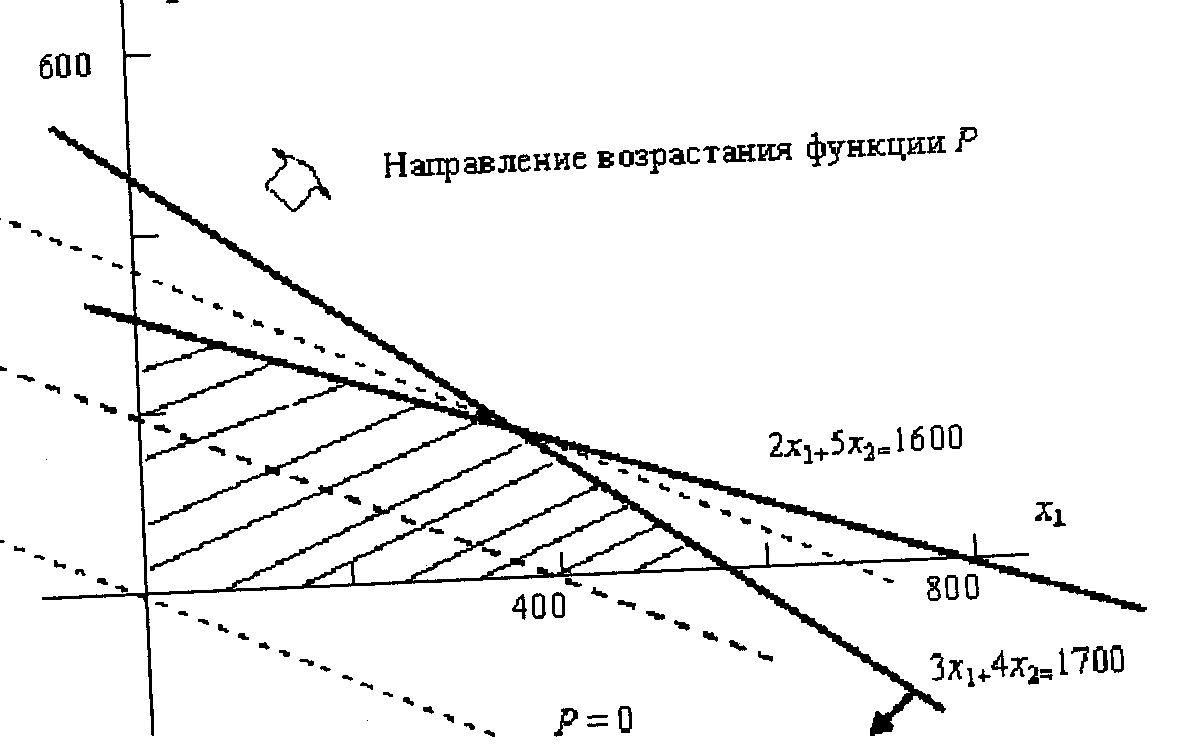 600
Направление возрастания функции P
2x₁₊5x₂₌1600
x₁
400
800
3x₁₊4x₂₌1700
P = 0